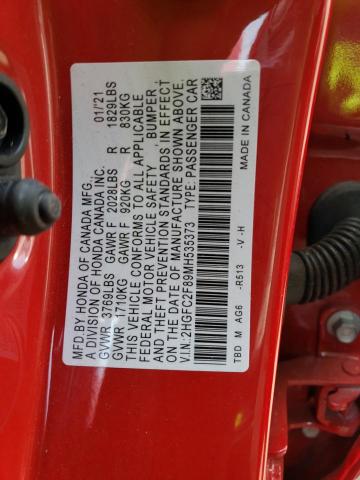 MFD.BY HONDA OF CANADA MFG. 01/21
A DIVISION OF HONDA CANADA INC.
GVWR 3769LBS GAWR F 2028LBS R 1829LBS
GVWR 1710KG GAWR F 920KG R 830KG
THIS VEHICLE CONFORMS TO ALL APPLICABLE
FEDERAL MOTOR VEHICLE SAFETY, BUMPER
AND THEFT PREVENTION STANDARDS IN EFFECT
ON THE DATE OF MANUFACTURE SHOWN ABOVE.
V.I.N.:2HGFC2F89MH535373 TYPE: PASSENGER CAR
TBD M AG6 -R513 -V -H
MADE IN CANADA